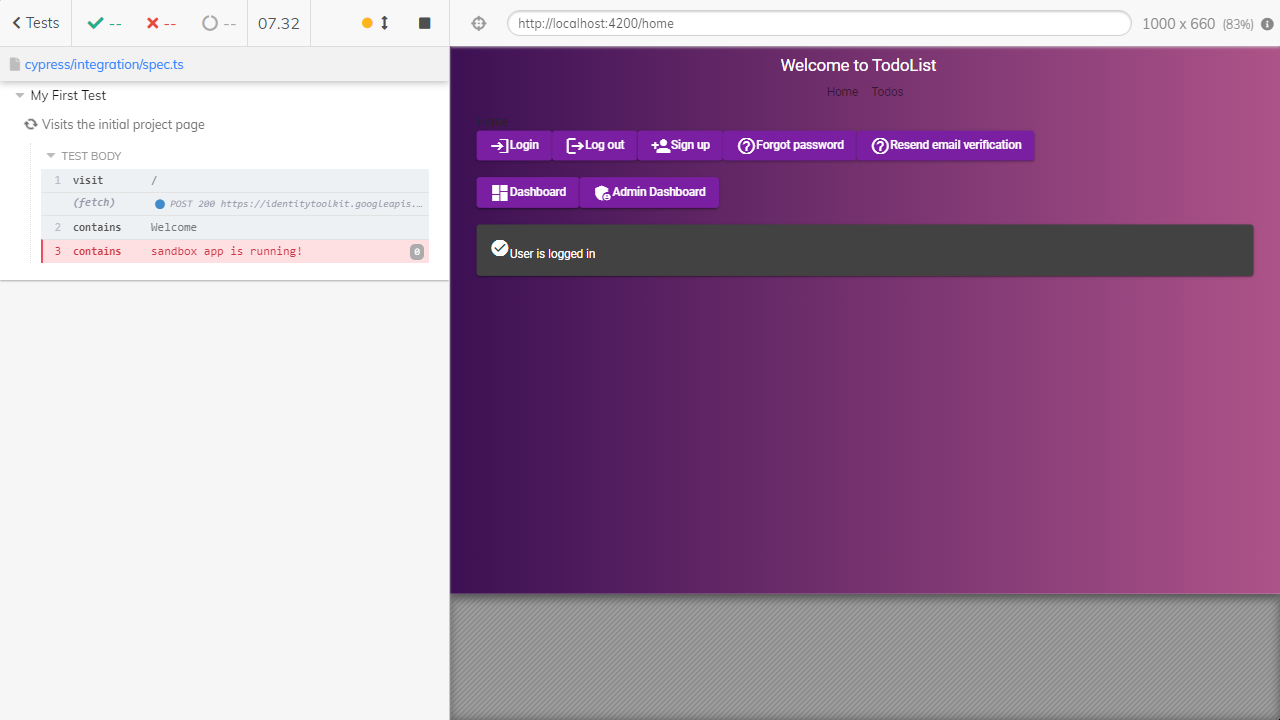 Tests -- -- -- 07.32
cypress/integration/spec.ts
My First Test
Visits the initial project page
TEST BODY
1 visit /
(fetch) POST 200 https://identitytoolkit.googleapis.…
2 contains Welcome
3 contains sandbox app is running! 0
http://localhost:4200/home 1000 x 660 (83%)
Welcome to TodoList
Home Todos
Login Log out Sign up Forgot password Resend email verification
Dashboard Admin Dashboard
User is logged in